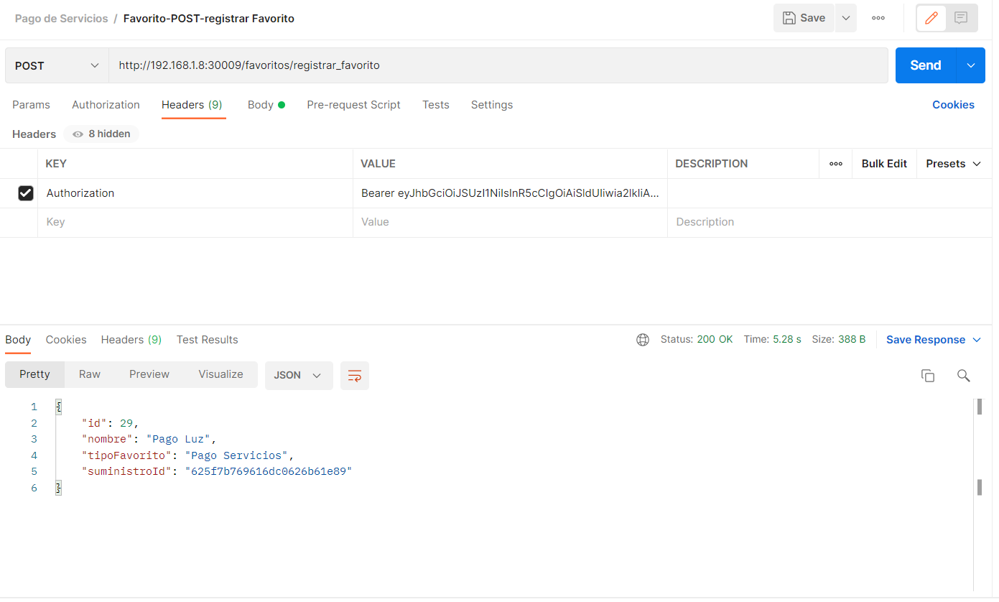 Pago de Servicios / Favorito-POST-registrar Favorito
Save
POST http://192.168.1.8:30009/favoritos/registrar_favorito Send
Params Authorization Headers (9) Body Pre-request Script Tests Settings Cookies
Headers 8 hidden
KEY VALUE DESCRIPTION Bulk Edit Presets
Authorization Bearer eyJhbGciOiJSUzI1NiIsInR5cCIgOiAiSldUIiwia2lkIiA...
Key Value Description
Body Cookies Headers (9) Test Results Status: 200 OK Time: 5.28 s Size: 388 B Save Response
Pretty Raw Preview Visualize JSON
1 {
2 "id": 29,
3 "nombre": "Pago Luz",
4 "tipoFavorito": "Pago Servicios",
5 "suministroId": "625f7b769616dc0626b61e89"
6 }